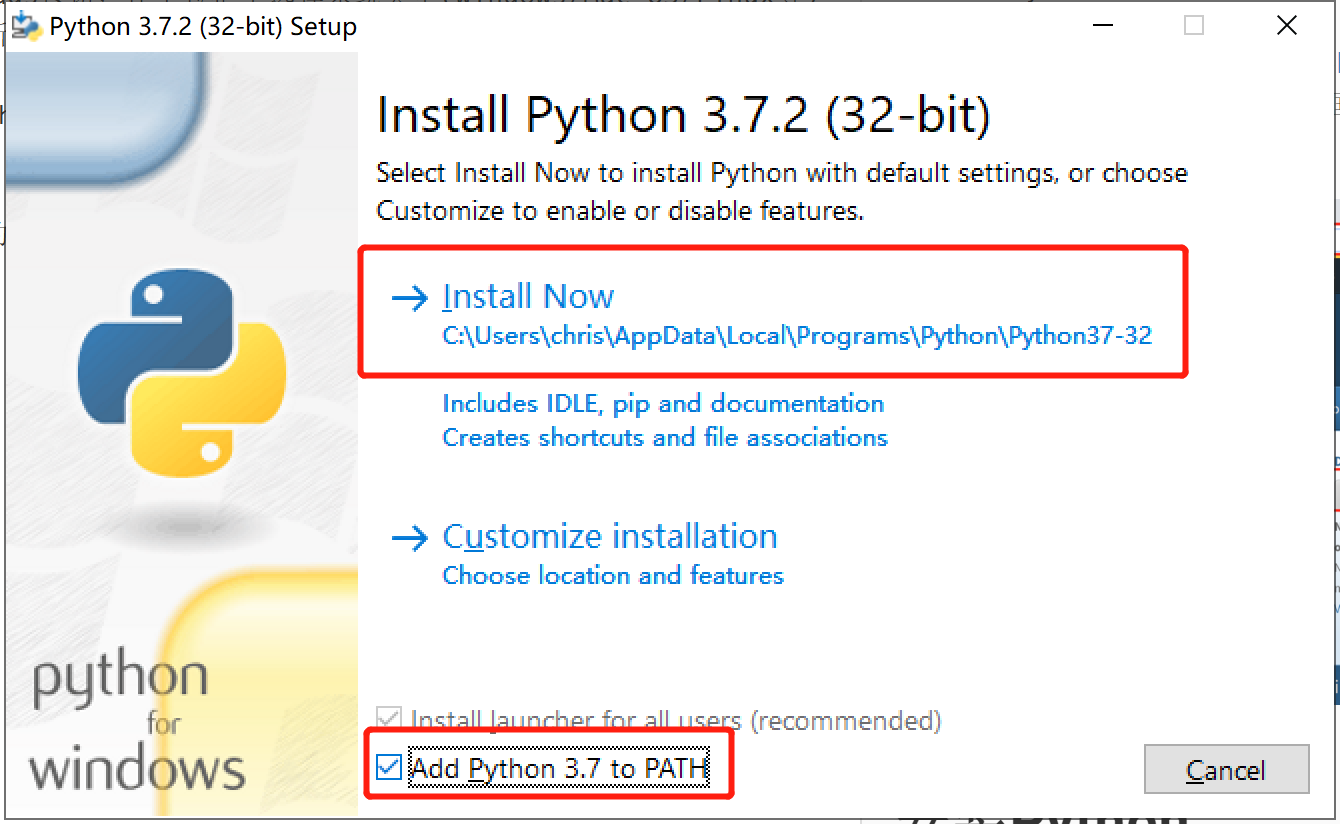 Python 3.7.2 (32-bit) Setup
Install Python 3.7.2 (32-bit)
Select Install Now to install Python with default settings, or choose
Customize to enable or disable features.
Install Now
C:\Users\chris\AppData\Local\Programs\Python\Python37-32
Includes IDLE, pip and documentation
Creates shortcuts and file associations
Customize installation
Choose location and features
python
for
windows
Install launcher for all users (recommended)
Add Python 3.7 to PATH
Cancel